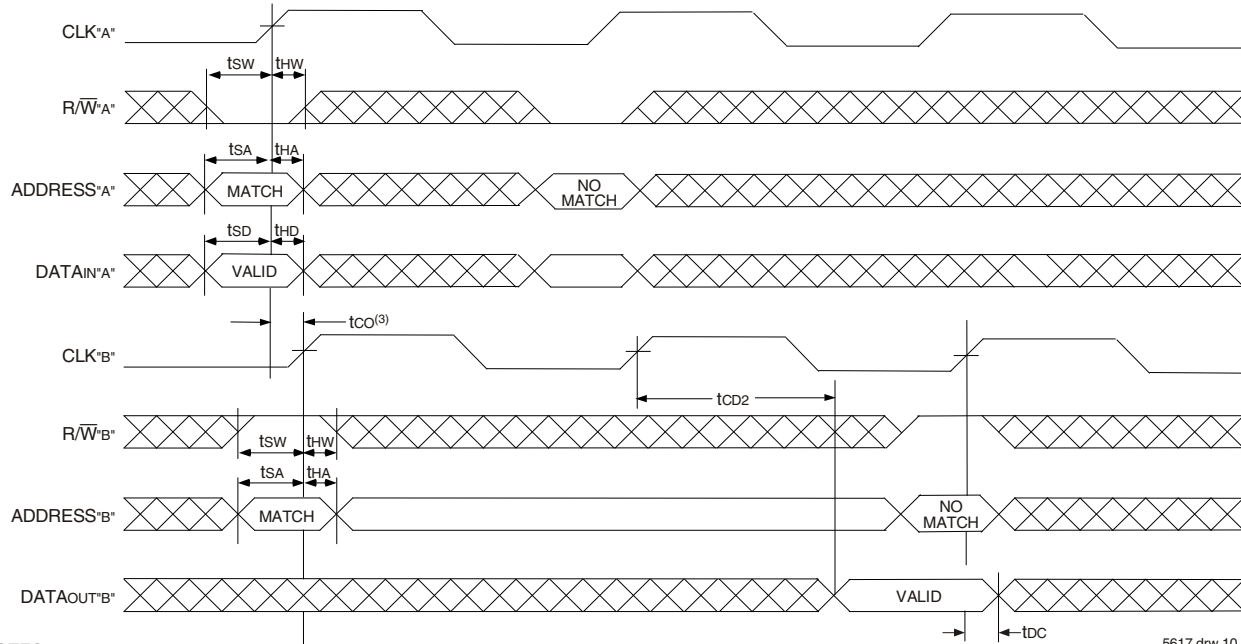 CLK"A"
tSW tHW
R/W̅"A"
tSA tHA
ADDRESS"A" MATCH NO MATCH
tSD tHD
DATAIN"A" VALID
tCO(3)
CLK"B"
tCD2
R/W̅"B"
tSW tHW
tSA tHA
ADDRESS"B" MATCH NO MATCH
DATAOUT"B" VALID
tDC
5617 drw 10